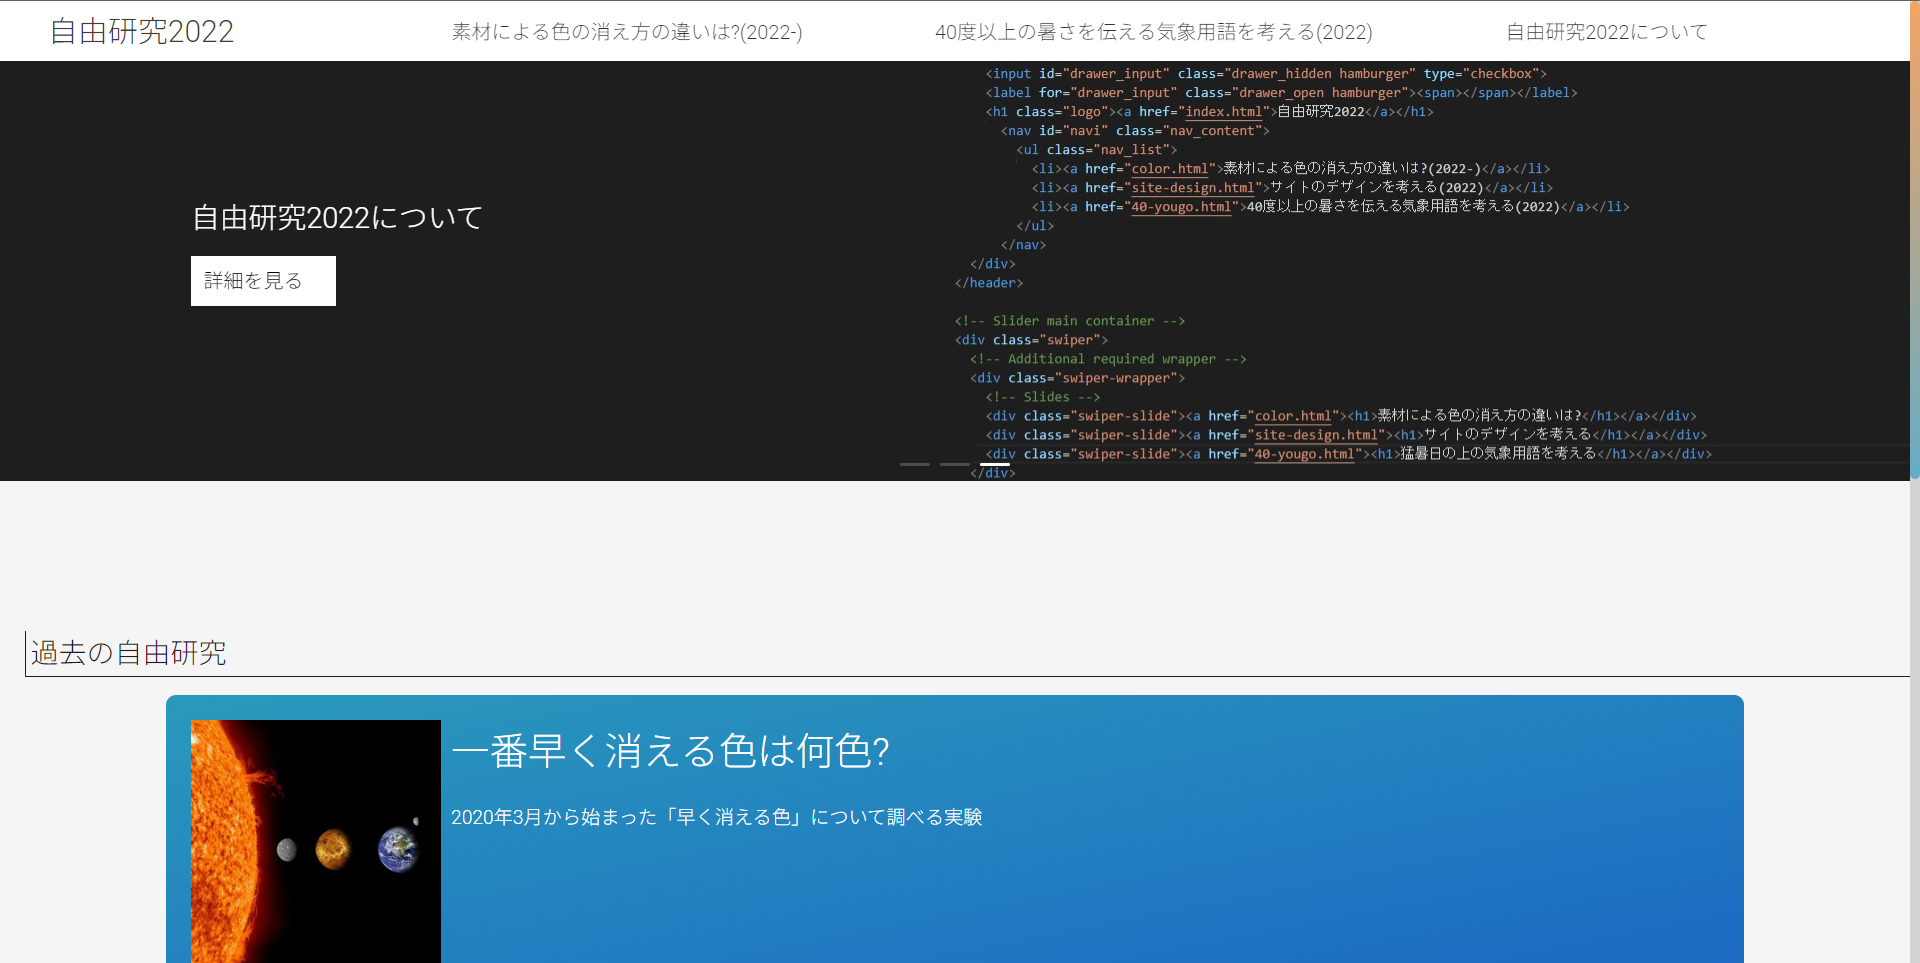 自由研究2022
素材による色の消え方の違いは?(2022-)
40度以上の暑さを伝える気象用語を考える(2022)
自由研究2022について
自由研究2022について
詳細を見る
<input id="drawer_input" class="drawer_hidden hamburger" type="checkbox">
<label for="drawer_input" class="drawer_open hamburger"><span></span></label>
<h1 class="logo"><a href="index.html">自由研究2022</a></h1>
<nav id="navi" class="nav_content">
<ul class="nav_list">
<li><a href="color.html">素材による色の消え方の違いは?(2022-)</a></li>
<li><a href="site-design.html">サイトのデザインを考える(2022)</a></li>
<li><a href="40-yougo.html">40度以上の暑さを伝える気象用語を考える(2022)</a></li>
</ul>
</nav>
</div>
</header>
<!-- Slider main container -->
<div class="swiper">
<!-- Additional required wrapper -->
<div class="swiper-wrapper">
<!-- Slides -->
<div class="swiper-slide"><a href="color.html"><h1>素材による色の消え方の違いは?</h1></a></div>
<div class="swiper-slide"><a href="site-design.html"><h1>サイトのデザインを考える</h1></a></div>
<div class="swiper-slide"><a href="40-yougo.html"><h1>猛暑日の上の気象用語を考える</h1></a></div>
</div>
過去の自由研究
一番早く消える色は何色?
2020年3月から始まった「早く消える色」について調べる実験